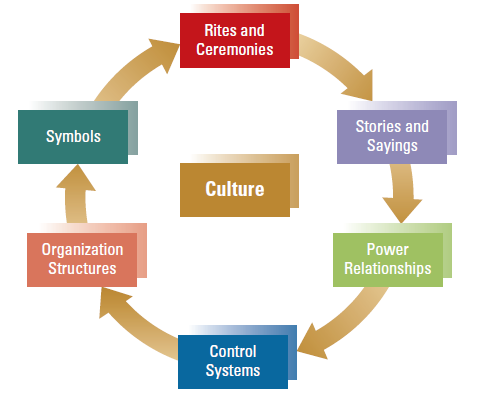 Rites and
Ceremonies
Stories and
Sayings
Symbols
Culture
Power
Relationships
Organization
Structures
Control
Systems